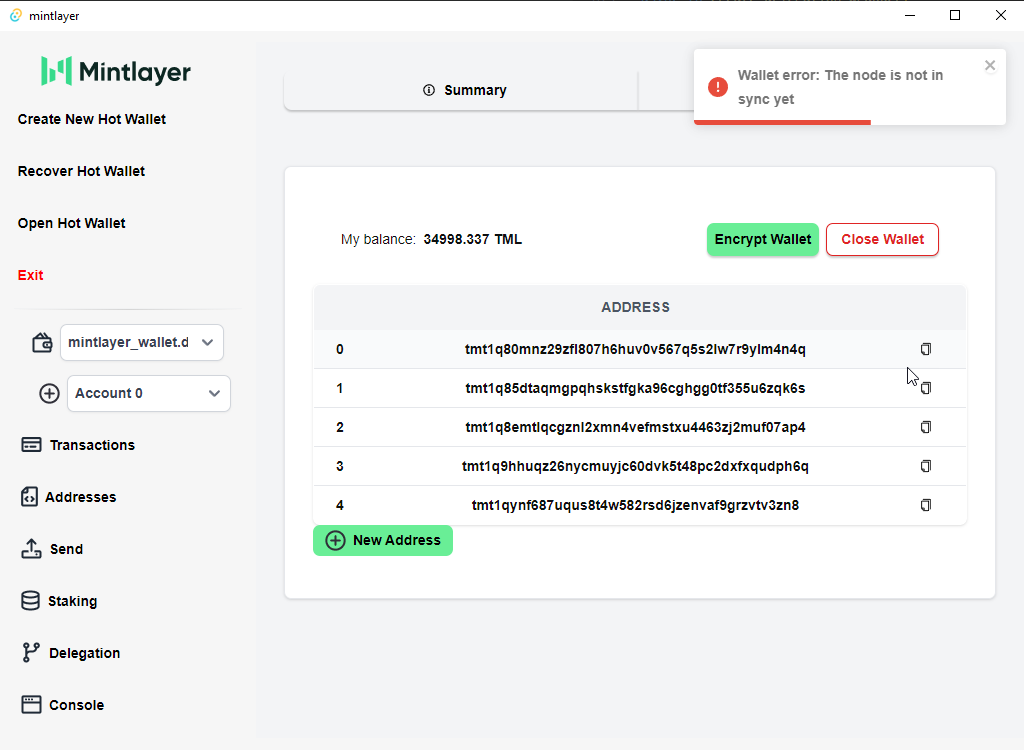 mintlayer
Mintlayer
Create New Hot Wallet
Recover Hot Wallet
Open Hot Wallet
Exit
mintlayer_wallet.d
Account 0
Transactions
Addresses
Send
Staking
Delegation
Console
Summary
Wallet error: The node is not in
sync yet
My balance: 34998.337 TML
Encrypt Wallet
Close Wallet
ADDRESS
0 tmt1q80mnz29zfl807h6huv0v567q5s2lw7r9ylm4n4q
1 tmt1q85dtaqmgpqhskstfgka96cghgg0tf355u6zqk6s
2 tmt1q8emtlqcgznl2xmn4vefmstxu4463zj2muf07ap4
3 tmt1q9hhuqz26nycmuyjc60dvk5t48pc2dxfxqudph6q
4 tmt1qynf687uqus8t4w582rsd6jzenvaf9grzvtv3zn8
New Address